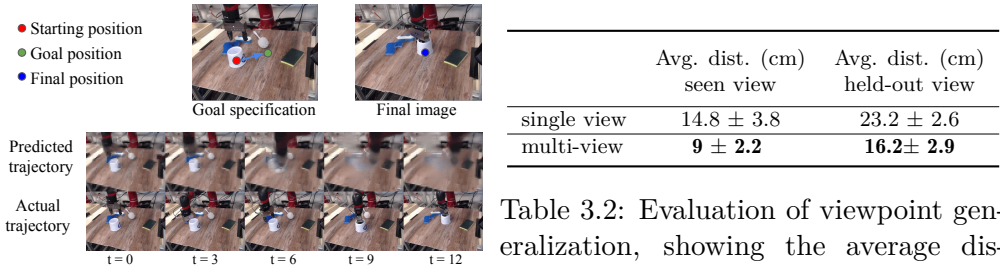 Starting position
Goal position
Final position
Goal specification
Final image
Predicted
trajectory
Actual
trajectory
t = 0
t = 3
t = 6
t = 9
t = 12
Avg. dist. (cm) Avg. dist. (cm)
seen view held-out view
single view 14.8 ± 3.8 23.2 ± 2.6
multi-view 9 ± 2.2 16.2± 2.9
Table 3.2: Evaluation of viewpoint gen-
eralization, showing the average dis-